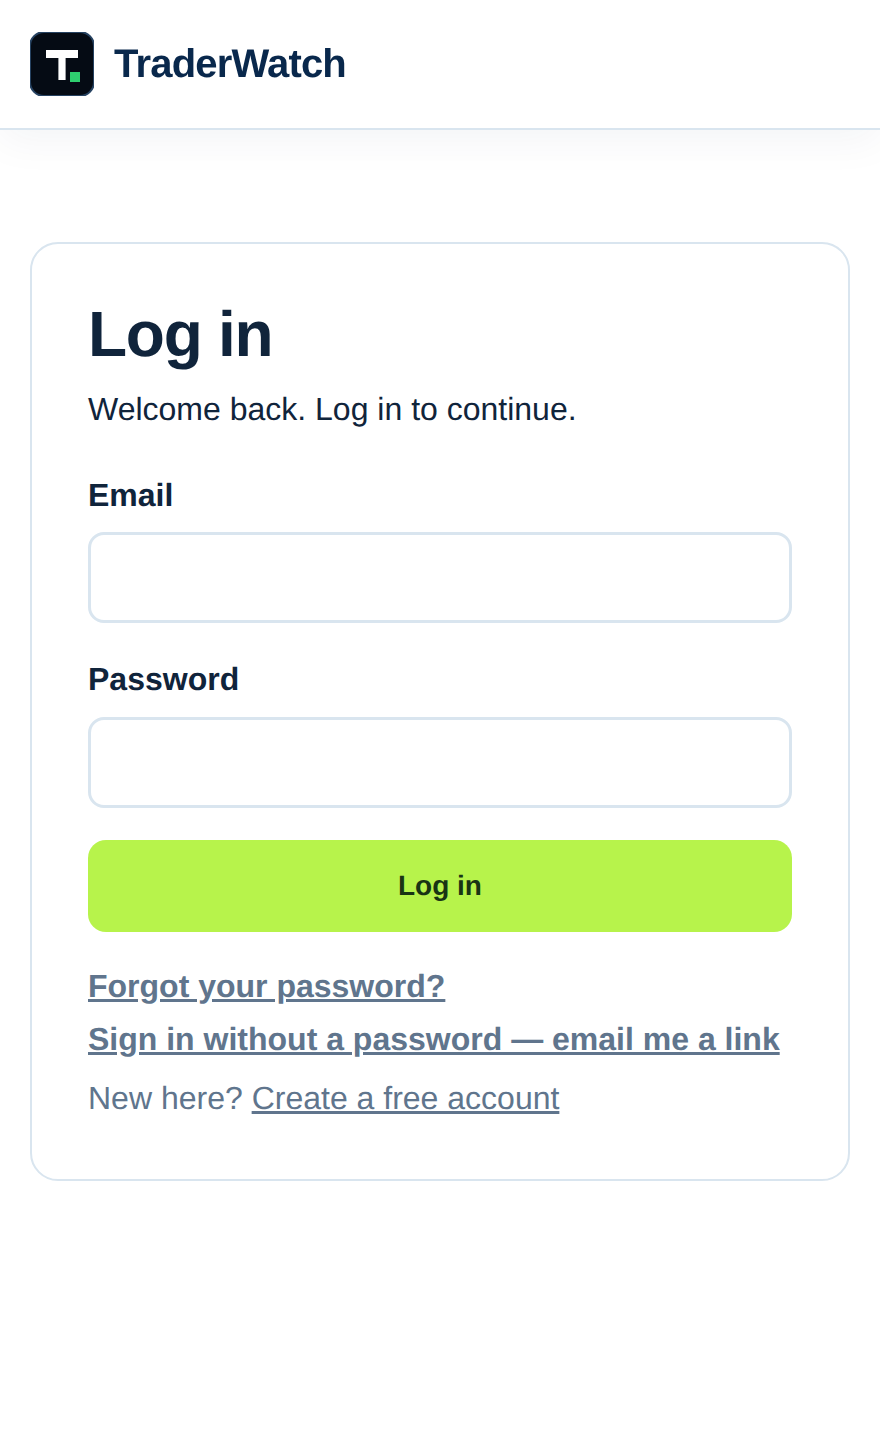 TraderWatch
Log in
Welcome back. Log in to continue.
Email
Password
Log in
Forgot your password?
Sign in without a password — email me a link
New here? Create a free account